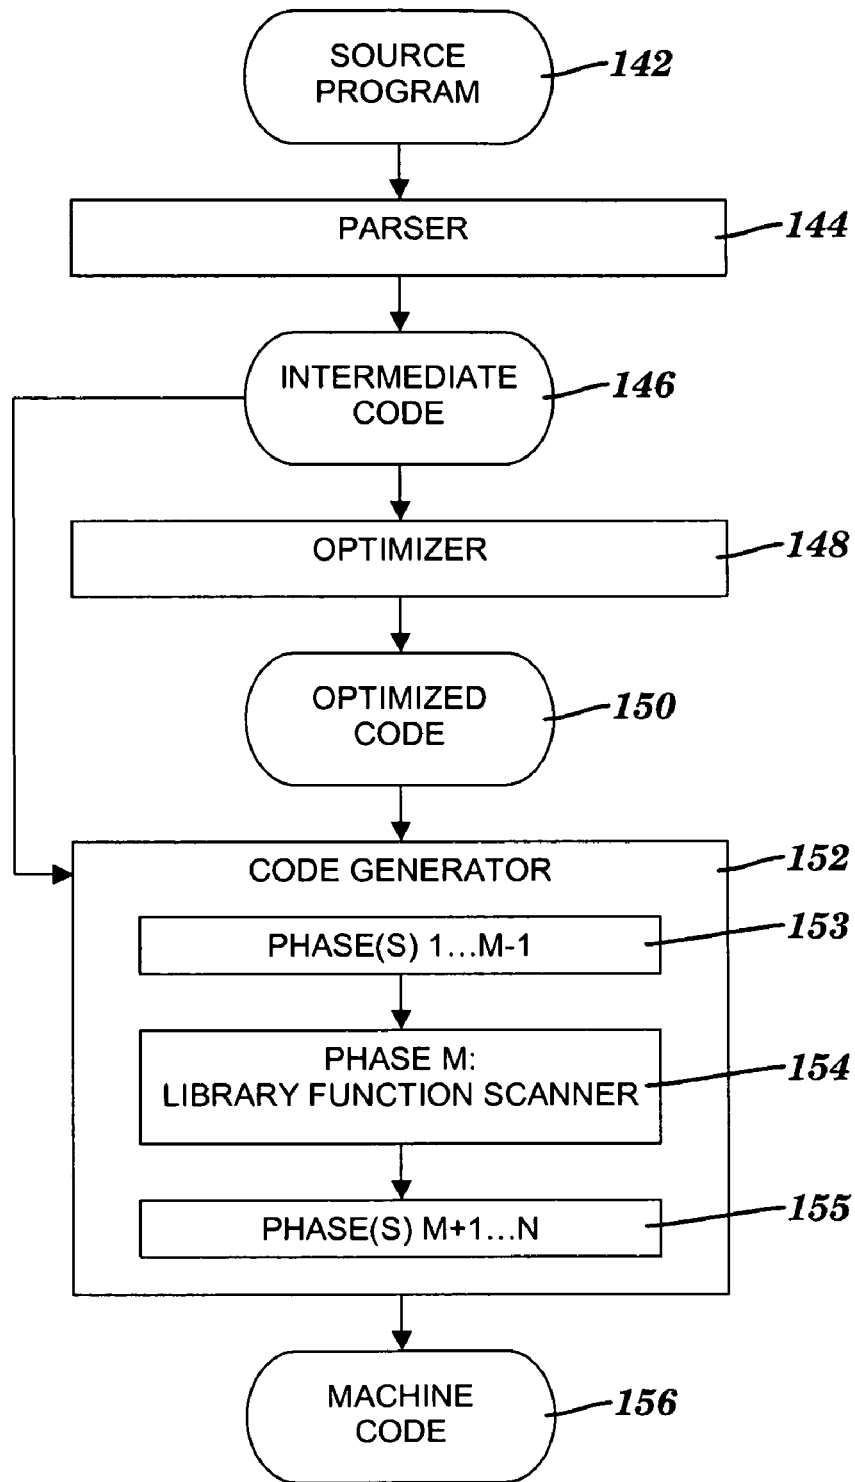 SOURCE
PROGRAM
142
PARSER
144
INTERMEDIATE
CODE
146
OPTIMIZER
148
OPTIMIZED
CODE
150
CODE GENERATOR
152
PHASE(S) 1...M-1
153
PHASE M:
LIBRARY FUNCTION SCANNER
154
PHASE(S) M+1...N
155
MACHINE
CODE
156